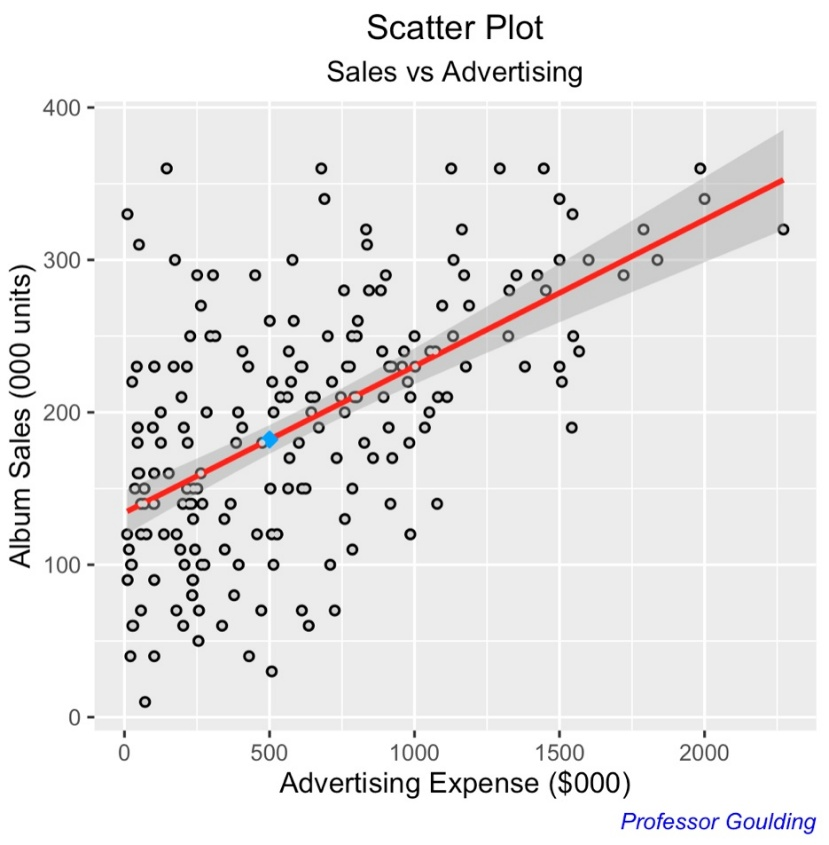 Scatter Plot
Sales vs Advertising
400
300
200
100
0
Album Sales (000 units)
0 500 1000 1500 2000
Advertising Expense ($000)
Professor Goulding